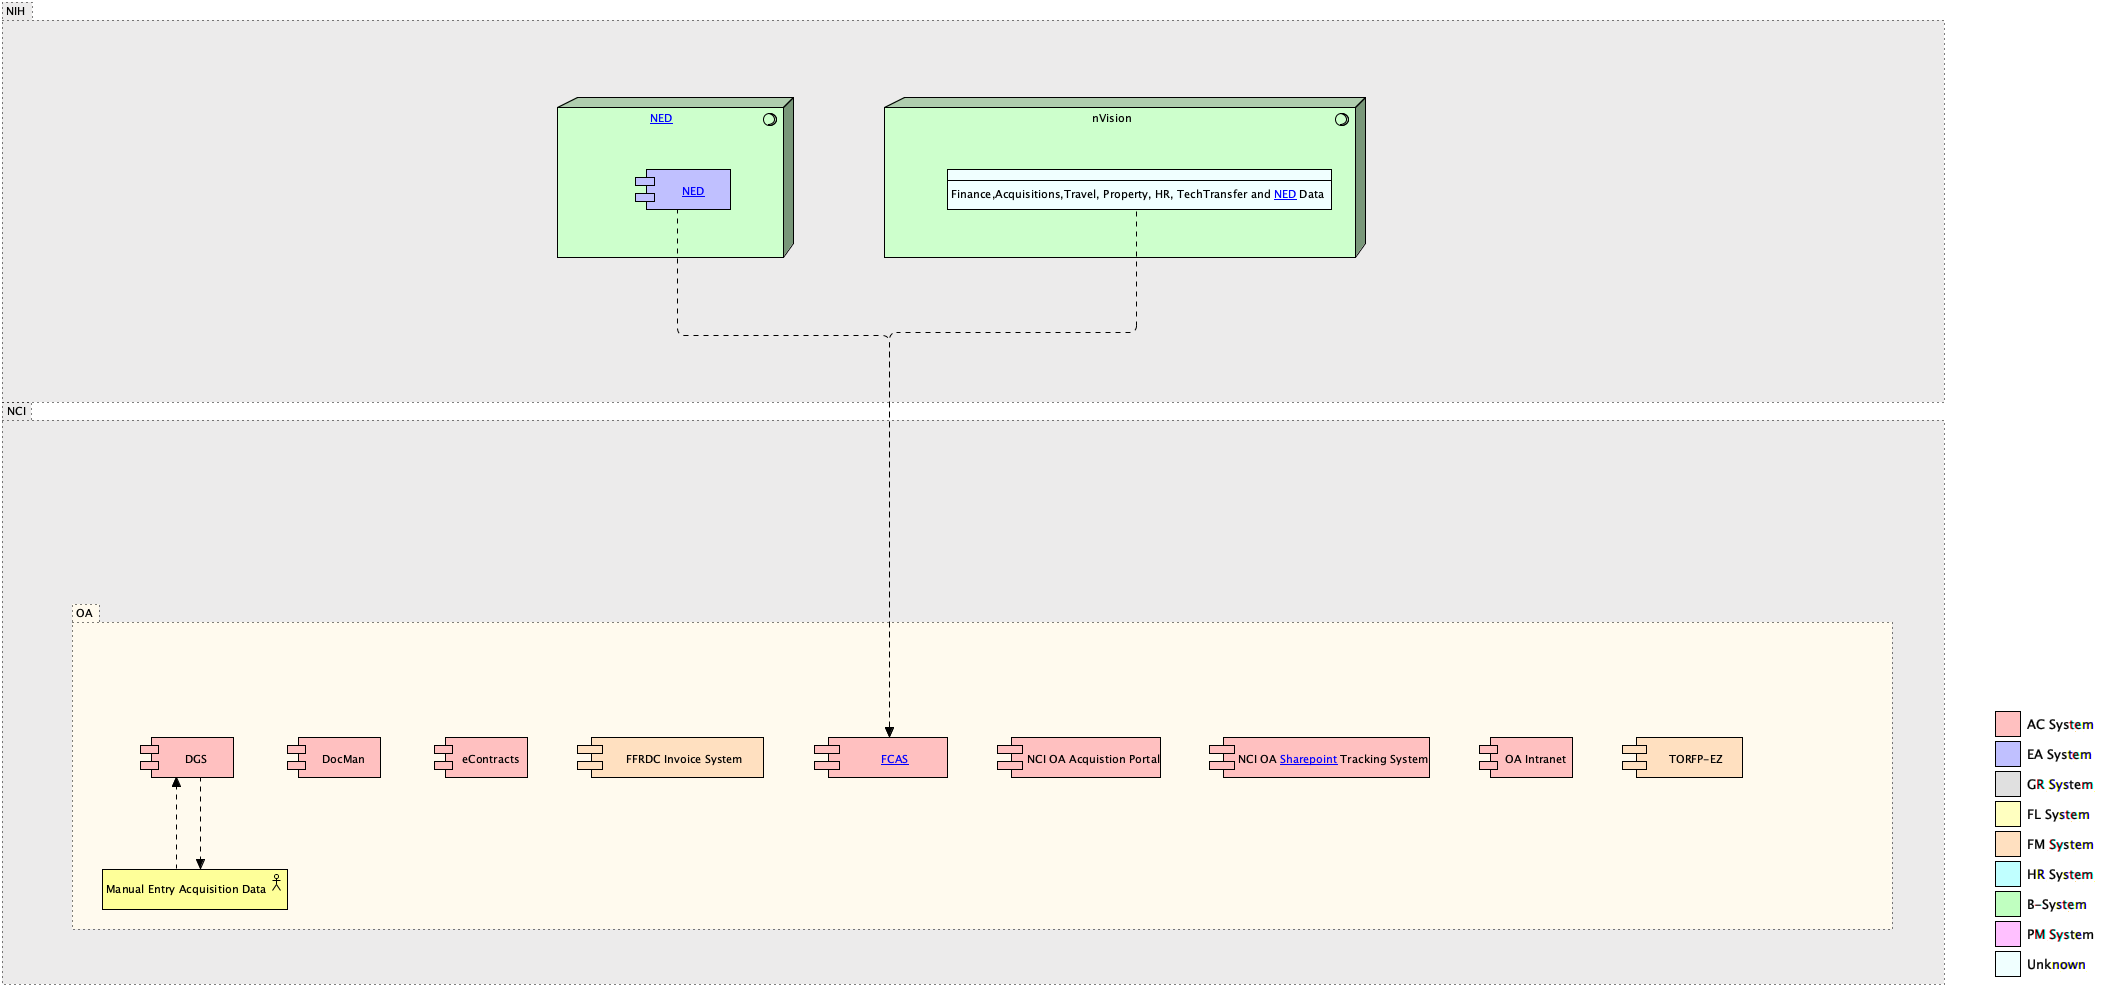 NIH
NED
nVision
NED
Finance,Acquisitions,Travel, Property, HR, TechTransfer and NED Data
NCI
OA
DGS
DocMan
eContracts
FFRDC Invoice System
FCAS
NCI OA Acquistion Portal
NCI OA Sharepoint Tracking System
OA Intranet
TORFP-EZ
Manual Entry Acquisition Data
AC System
EA System
GR System
FL System
FM System
HR System
B-System
PM System
Unknown